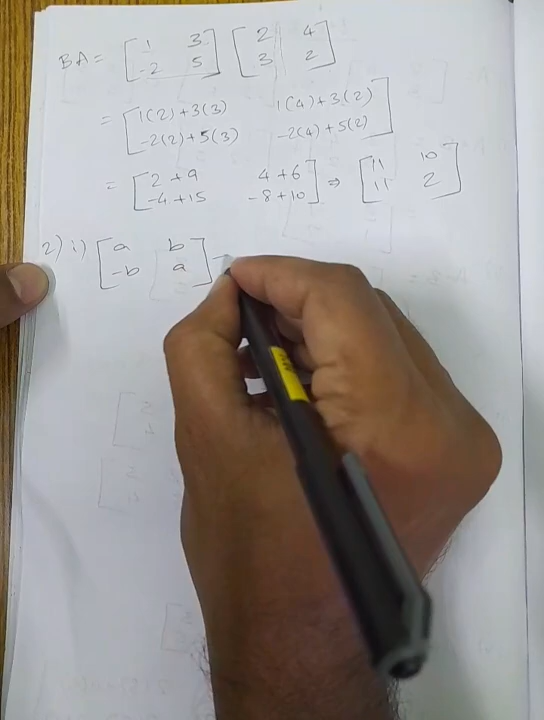 BA = [1 3 -2 5] [2 4 3 2]
= [1(2)+3(3) 1(4)+3(2)
-2(2)+5(3) -2(4)+5(2)]
= [2+9 4+6 -4+15 -8+10] ⇒ [11 10 11 2]
2) i) [a b -b a]